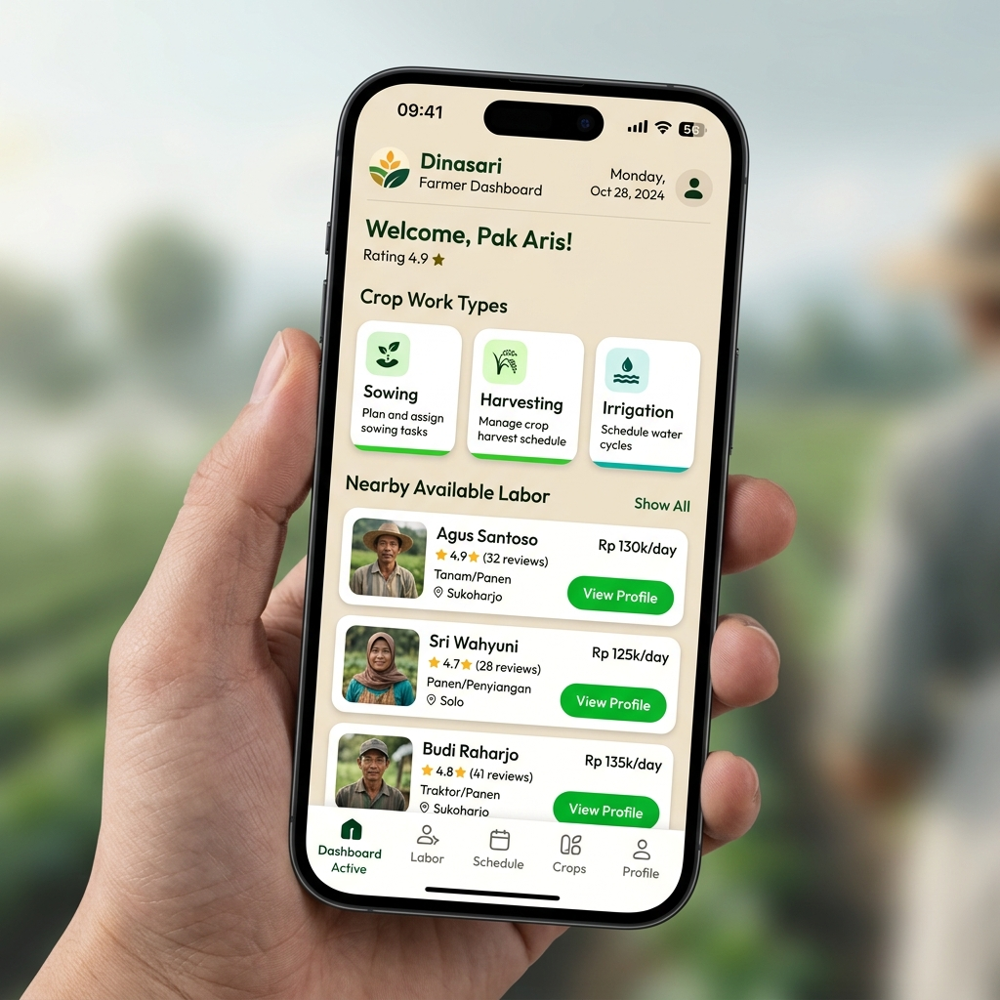 09:41
56
Dinasari
Farmer Dashboard
Monday,
Oct 28, 2024
Welcome, Pak Aris!
Rating 4.9
Crop Work Types
Sowing
Plan and assign
sowing tasks
Harvesting
Manage crop
harvest schedule
Irrigation
Schedule water
cycles
Nearby Available Labor
Show All
Agus Santoso
4.9 (32 reviews)
Tanam/Panen
Sukoharjo
Rp 130k/day
View Profile
Sri Wahyuni
4.7 (28 reviews)
Panen/Penyiangan
Solo
Rp 125k/day
View Profile
Budi Raharjo
4.8 (41 reviews)
Traktor/Panen
Sukoharjo
Rp 135k/day
View Profile
Dashboard
Active
Labor
Schedule
Crops
Profile